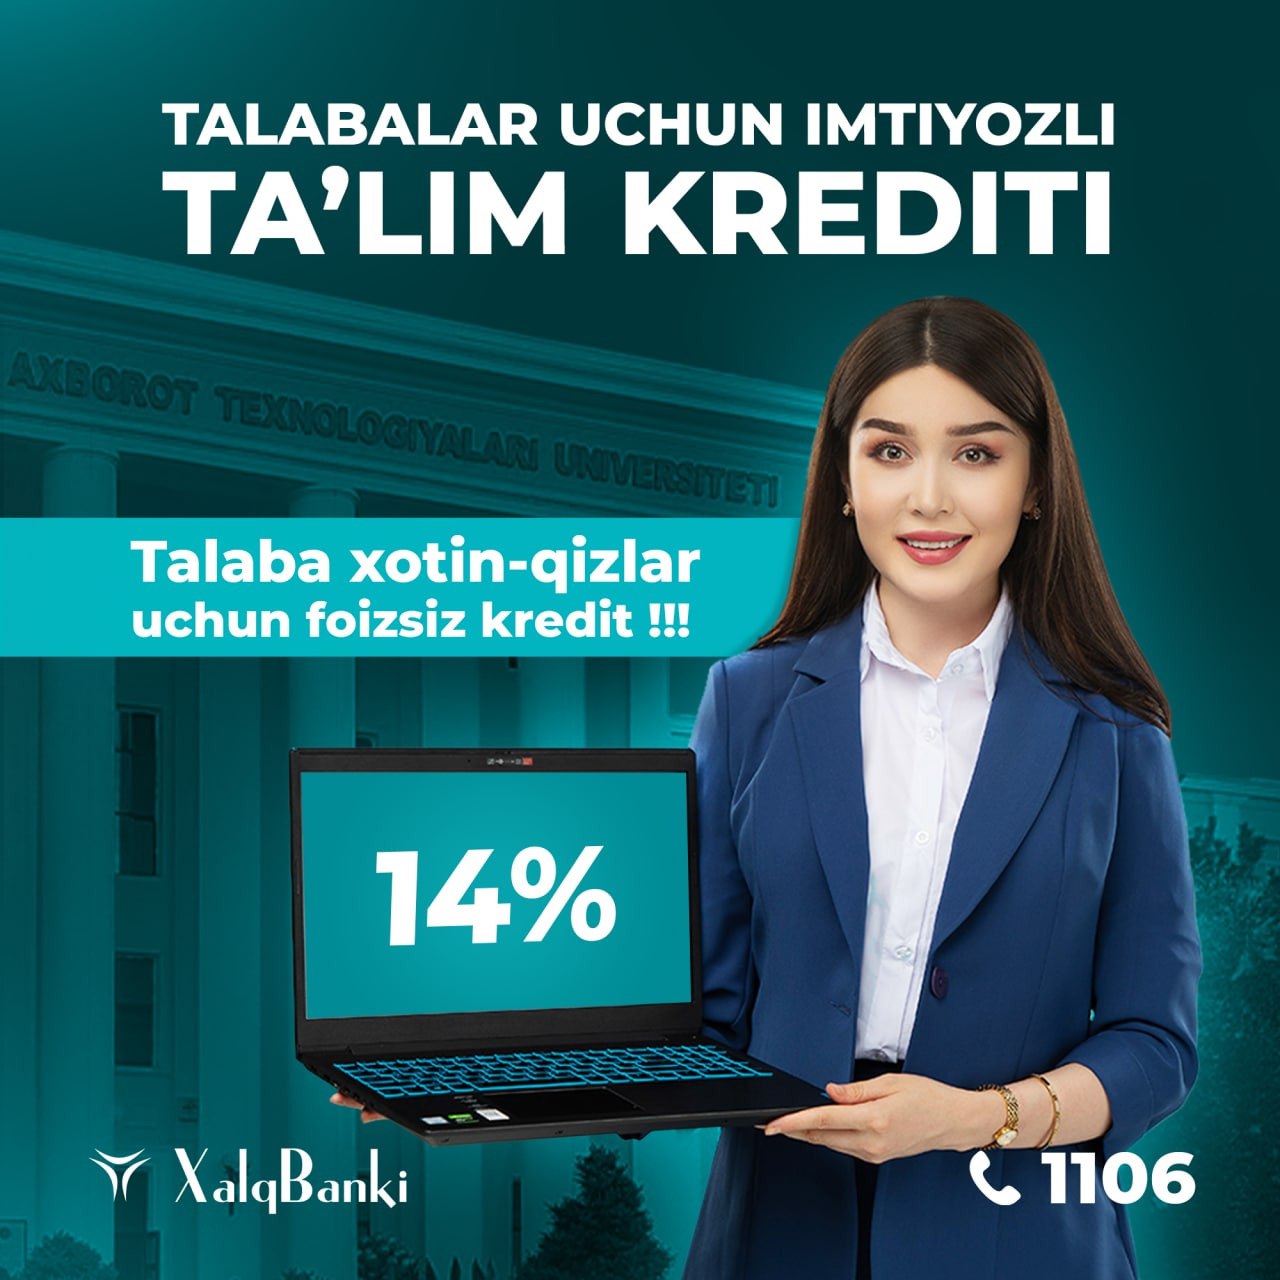 TALABALAR UCHUN IMTIYOZLI
TA’LIM KREDITI
AXBOROT TEXNOLOGIYALARI UNIVERSITETI
Talaba xotin-qizlar
uchun foizsiz kredit !!!
14%
XalqBanki
1106